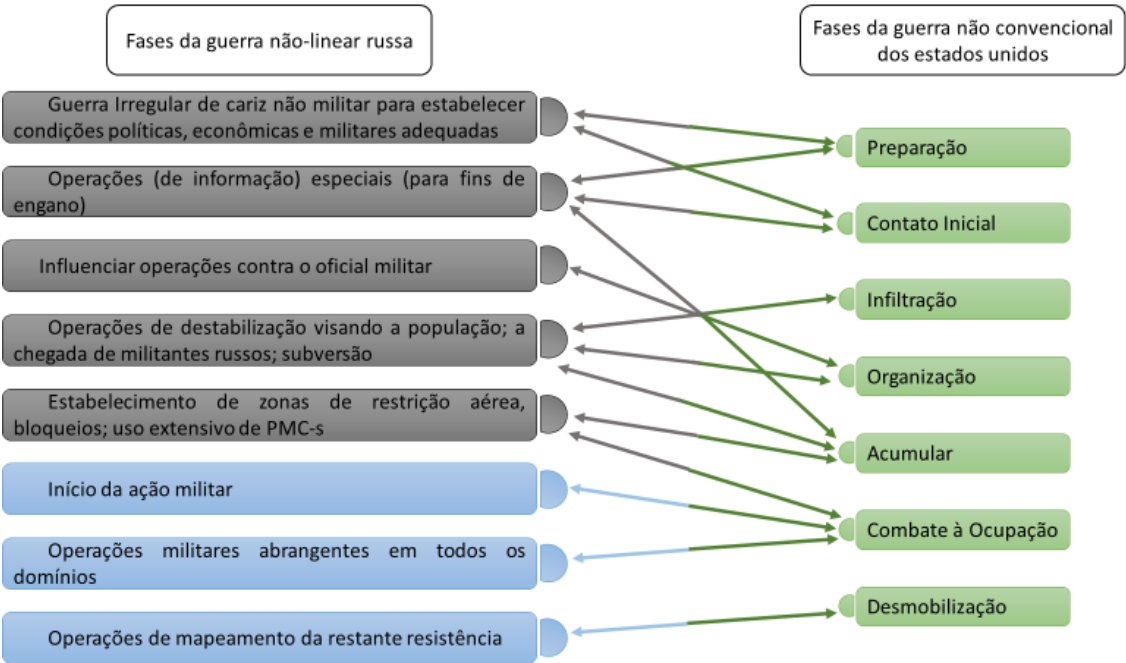 Fases da guerra não-linear russa
Guerra Irregular de cariz não militar para estabelecer
condições políticas, econômicas e militares adequadas
Operações (de informação) especiais (para fins de
engano)
Influenciar operações contra o oficial militar
Operações de destabilização visando a população; a
chegada de militantes russos; subversão
Estabelecimento de zonas de restrição aérea,
bloqueios; uso extensivo de PMC-s
Início da ação militar
Operações militares abrangentes em todos os
domínios
Operações de mapeamento da restante resistência
Fases da guerra não convencional
dos estados unidos
Preparação
Contato Inicial
Infiltração
Organização
Acumular
Combate à Ocupação
Desmobilização